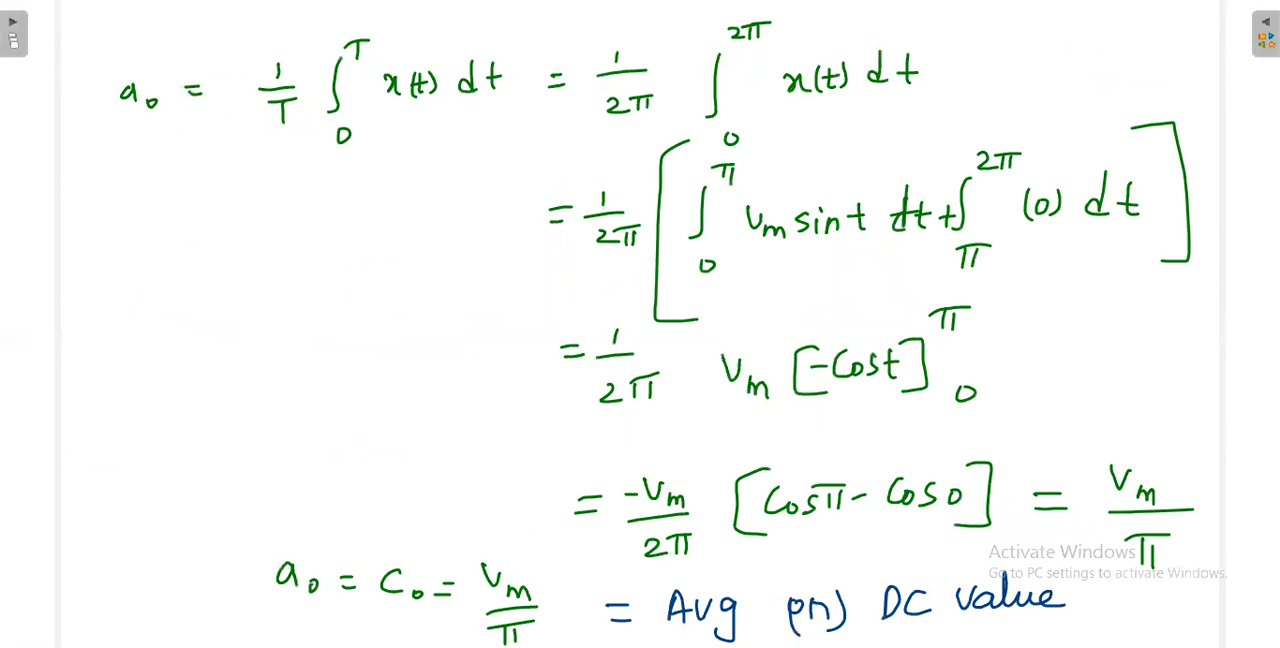 a₀ = 1/T ∫₀ᵀ x(t) dt = 1/2π ∫₀^2π x(t) dt
= 1/2π [ ∫₀^π Vₘ sin t dt + ∫_π^2π (0) dt ]
= 1/2π Vₘ [-Cost]₀^π
= -Vₘ/2π [Cosπ - Cos0] = Vₘ/π
a₀ = C₀ = Vₘ/π = Avg (or) DC value
Activate Windows
Go to PC settings to activate Windows.